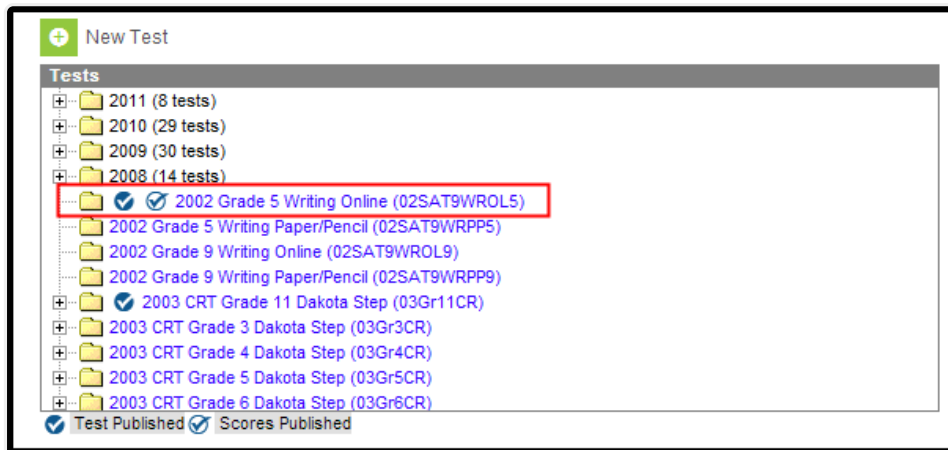 New Test
Tests
2011 (8 tests)
2010 (29 tests)
2009 (30 tests)
2008 (14 tests)
2002 Grade 5 Writing Online (02SAT9WROL5)
2002 Grade 5 Writing Paper/Pencil (02SAT9WRPP5)
2002 Grade 9 Writing Online (02SAT9WROL9)
2002 Grade 9 Writing Paper/Pencil (02SAT9WRPP9)
2003 CRT Grade 11 Dakota Step (03Gr11CR)
2003 CRT Grade 3 Dakota Step (03Gr3CR)
2003 CRT Grade 4 Dakota Step (03Gr4CR)
2003 CRT Grade 5 Dakota Step (03Gr5CR)
2003 CRT Grade 6 Dakota Step (03Gr6CR)
Test Published Scores Published